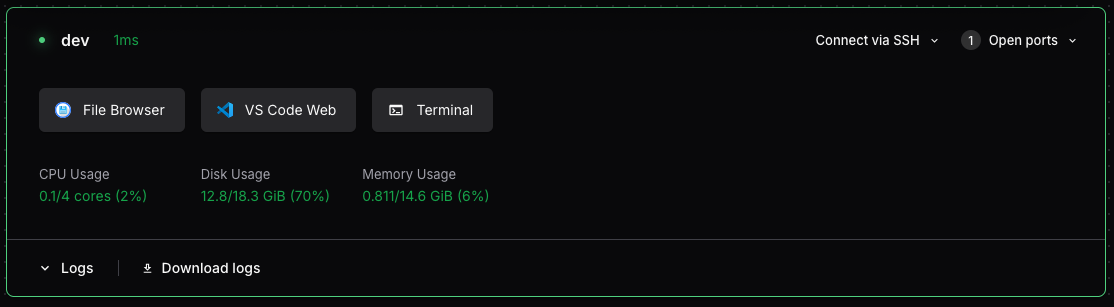 dev 1ms Connect via SSH 1 Open ports
File Browser VS Code Web Terminal
CPU Usage Disk Usage Memory Usage
0.1/4 cores (2%) 12.8/18.3 GiB (70%) 0.811/14.6 GiB (6%)
Logs Download logs